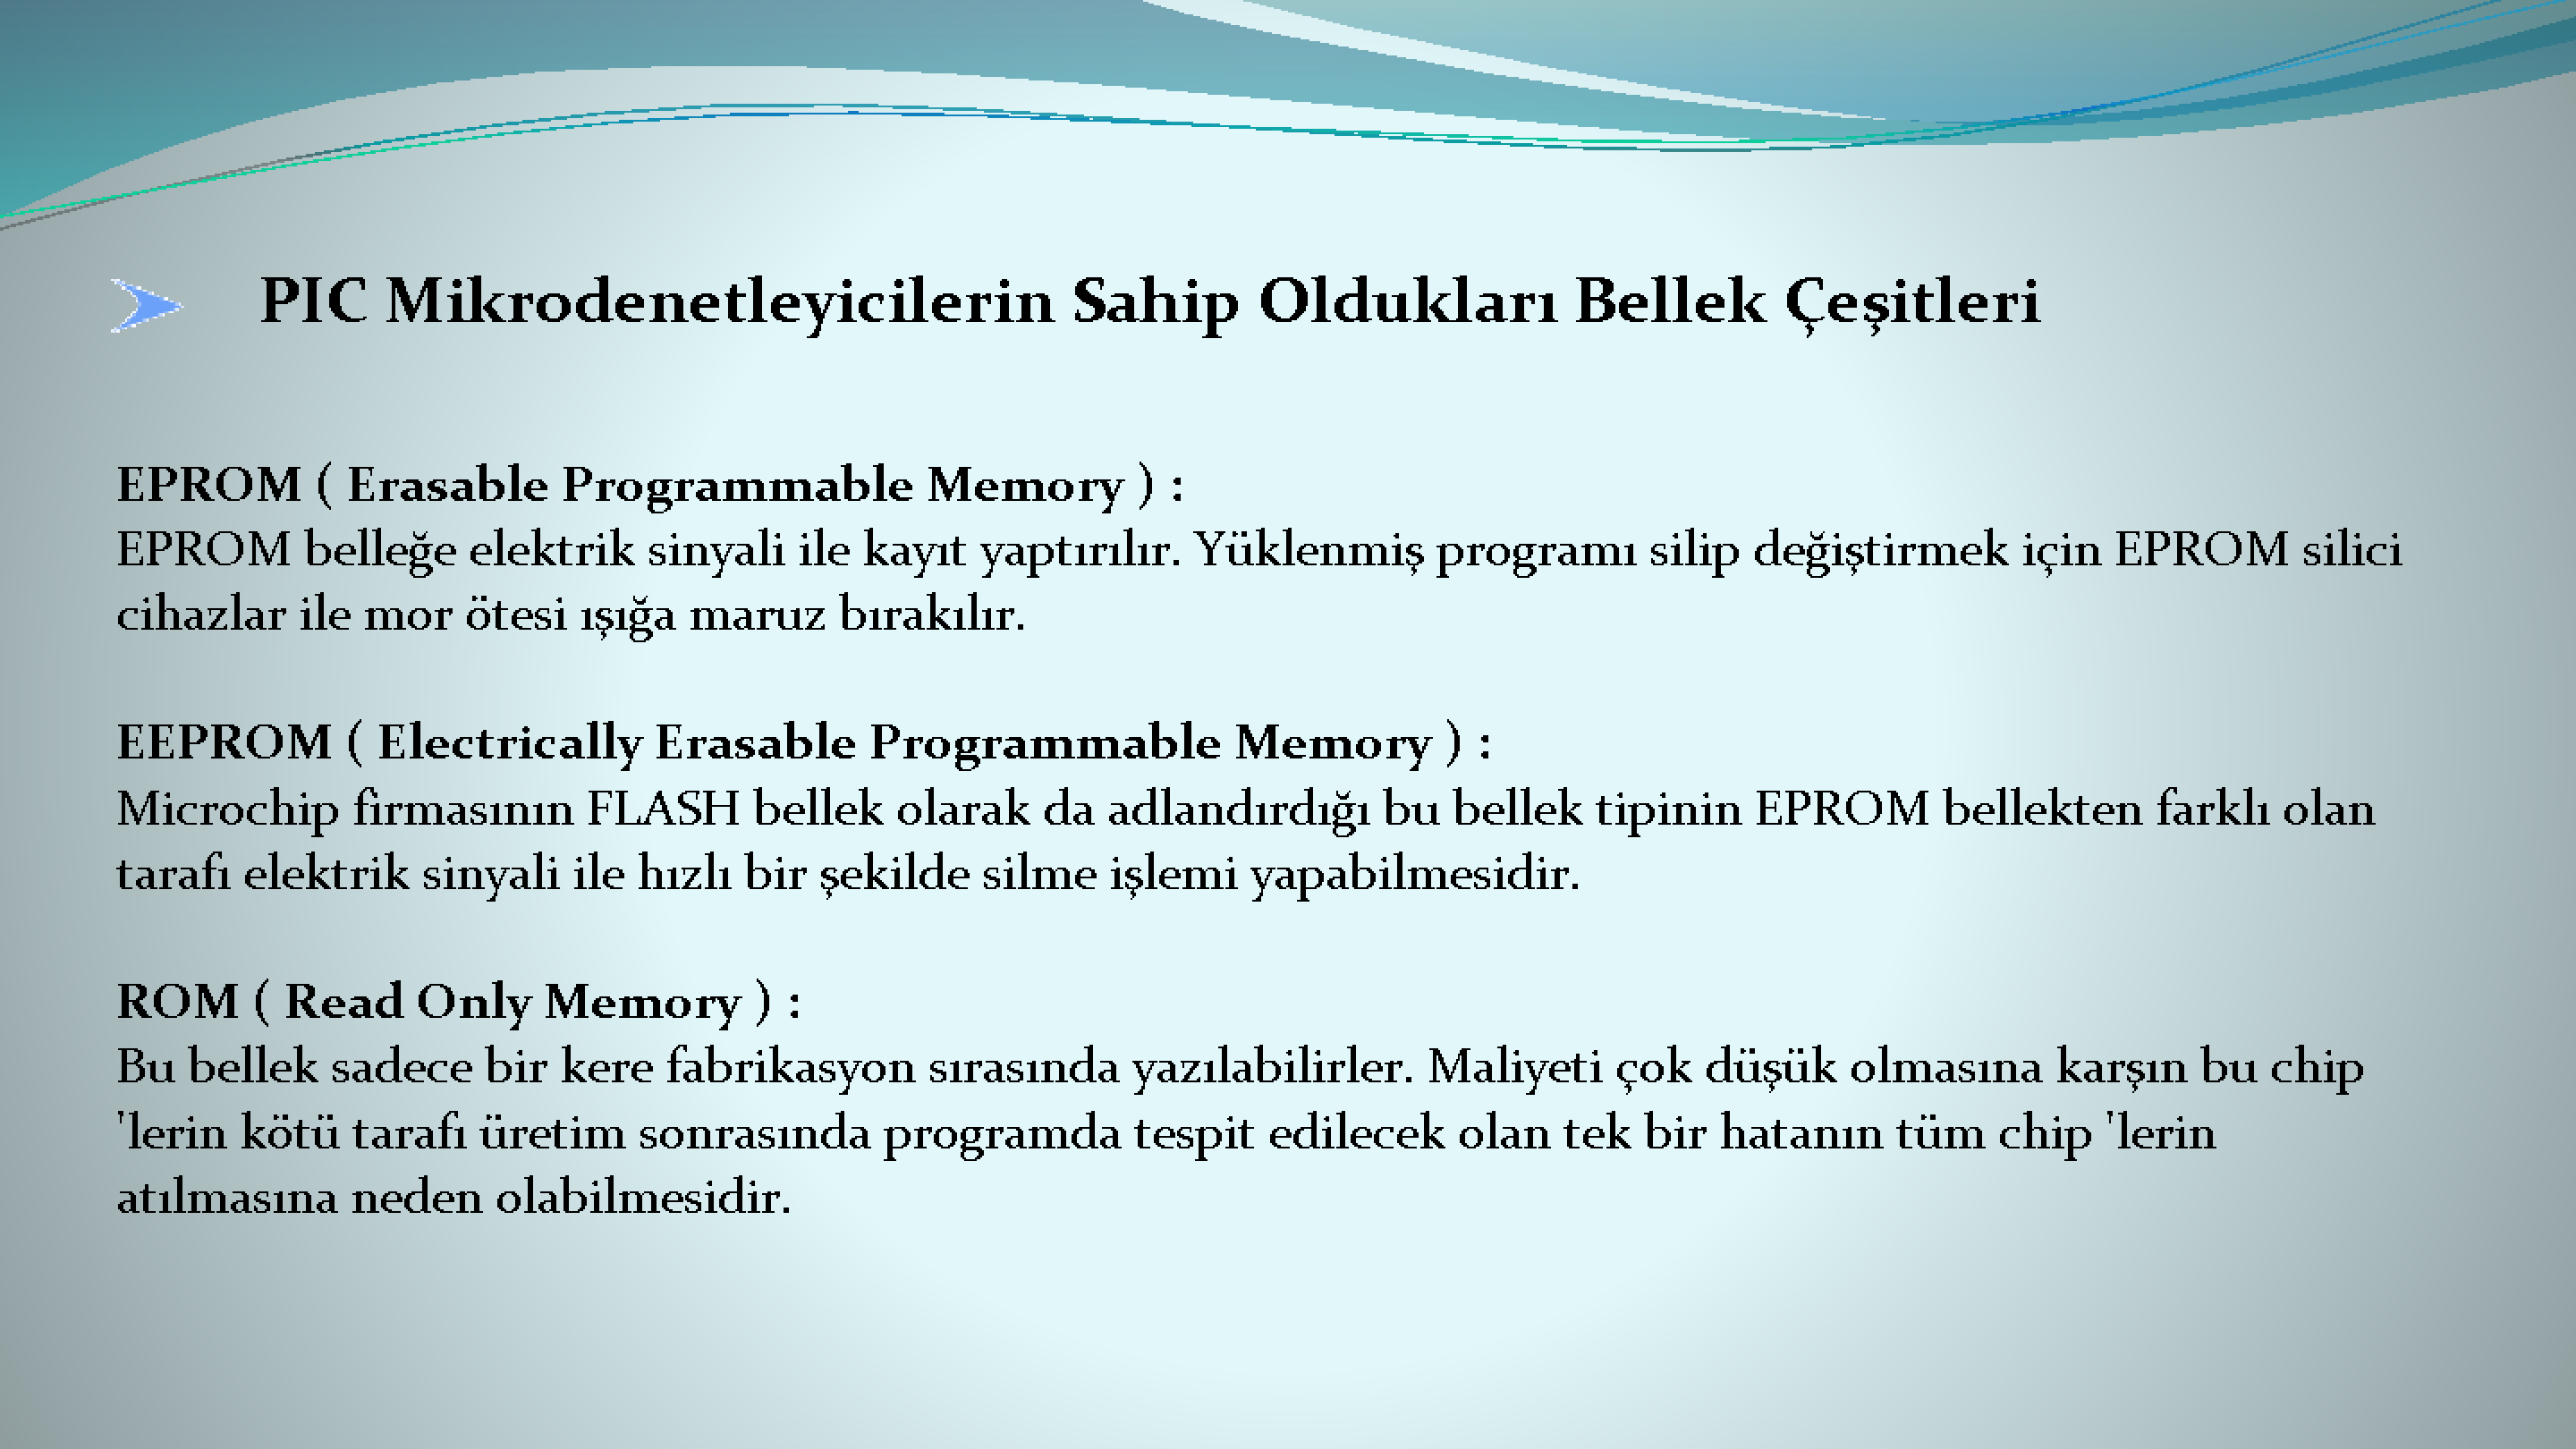 PIC Mikrodenetleyicilerin Sahip Oldukları Bellek Çeşitleri
EPROM ( Erasable Programmable Memory ) :
EPROM belleğe elektrik sinyali ile kayıt yaptırılır. Yüklenmiş programı silip değiştirmek için EPROM silici
cihazlar ile mor ötesi ışığa maruz bırakılır.
EEPROM ( Electrically Erasable Programmable Memory ) :
Microchip firmasının FLASH bellek olarak da adlandırdığı bu bellek tipinin EPROM bellekten farklı olan
tarafı elektrik sinyali ile hızlı bir şekilde silme işlemi yapabilmesidir.
ROM ( Read Only Memory ) :
Bu bellek sadece bir kere fabrikasyon sırasında yazılabilirler. Maliyeti çok düşük olmasına karşın bu chip
'lerin kötü tarafı üretim sonrasında programda tespit edilecek olan tek bir hatanın tüm chip 'lerin
atılmasına neden olabilmesidir.